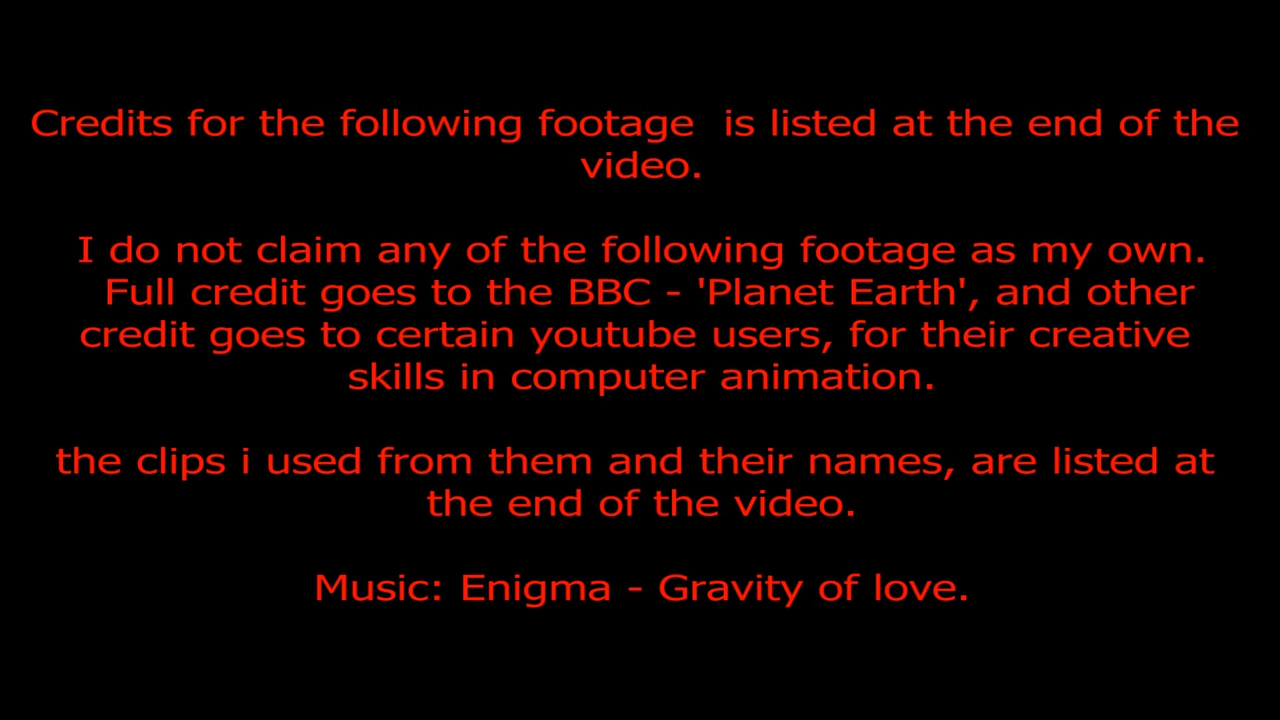 Credits for the following footage  is listed at the end of the
video.
I do not claim any of the following footage as my own.
Full credit goes to the BBC - 'Planet Earth', and other
credit goes to certain youtube users, for their creative
skills in computer animation.
the clips i used from them and their names, are listed at
the end of the video.
Music: Enigma - Gravity of love.